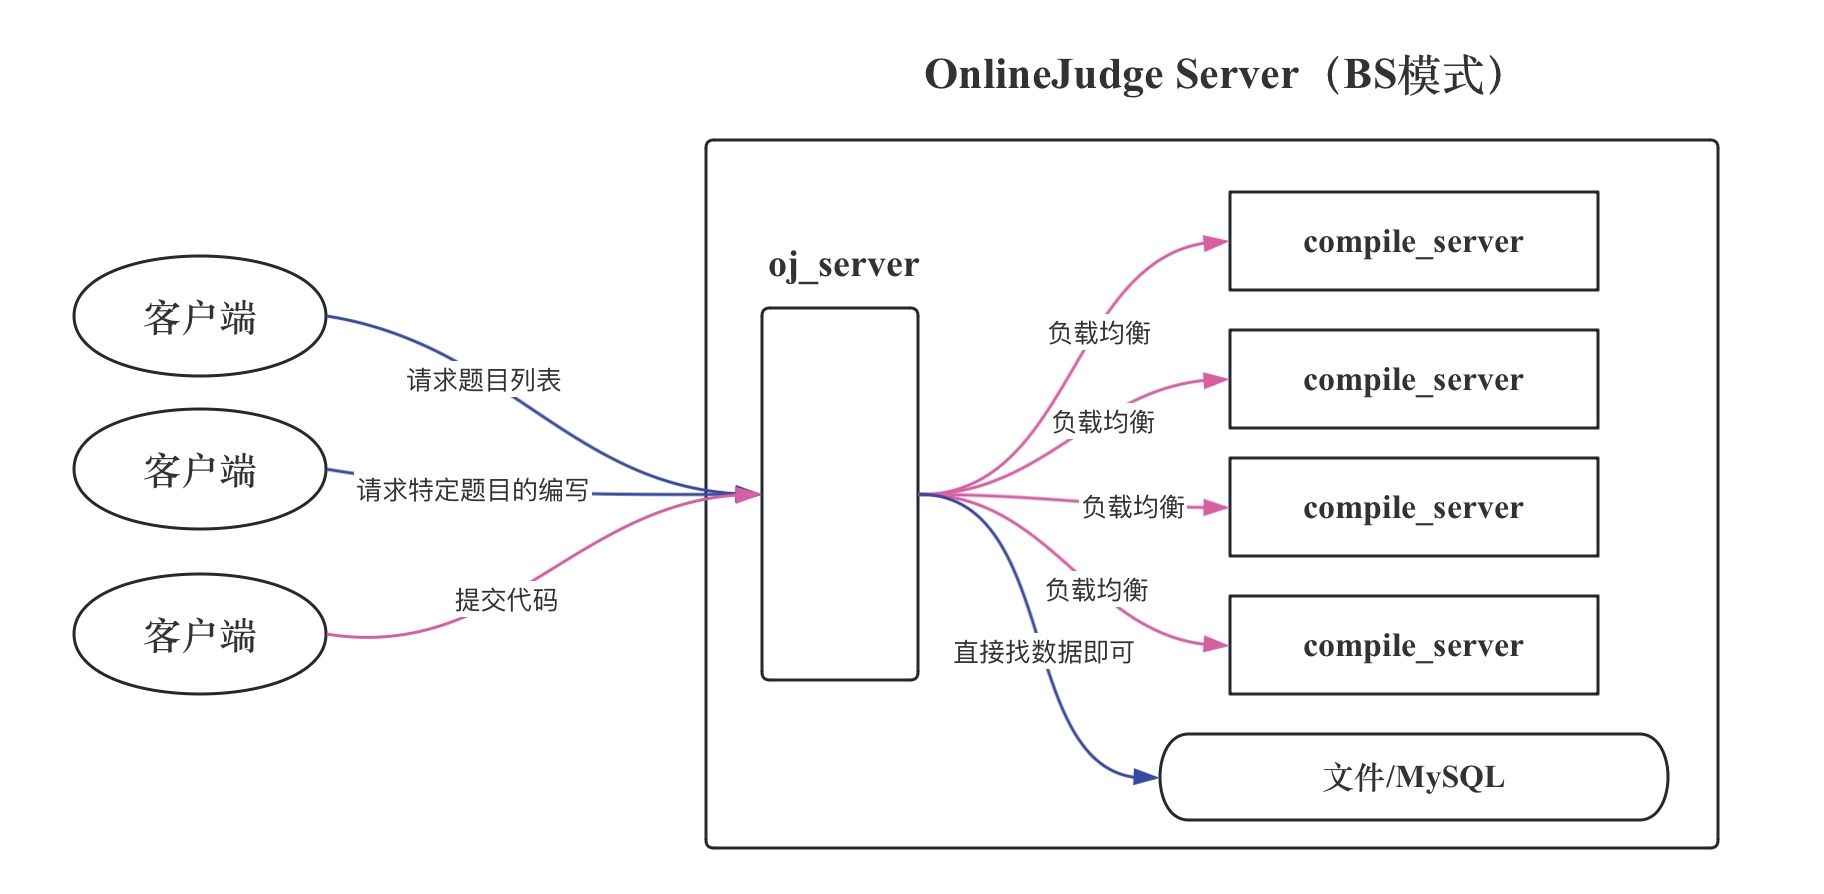 OnlineJudge Server（BS模式）
oj_server
客户端
客户端
客户端
请求题目列表
请求特定题目的编写
提交代码
负载均衡
负载均衡
负载均衡
负载均衡
直接找数据即可
compile_server
compile_server
compile_server
compile_server
文件/MySQL